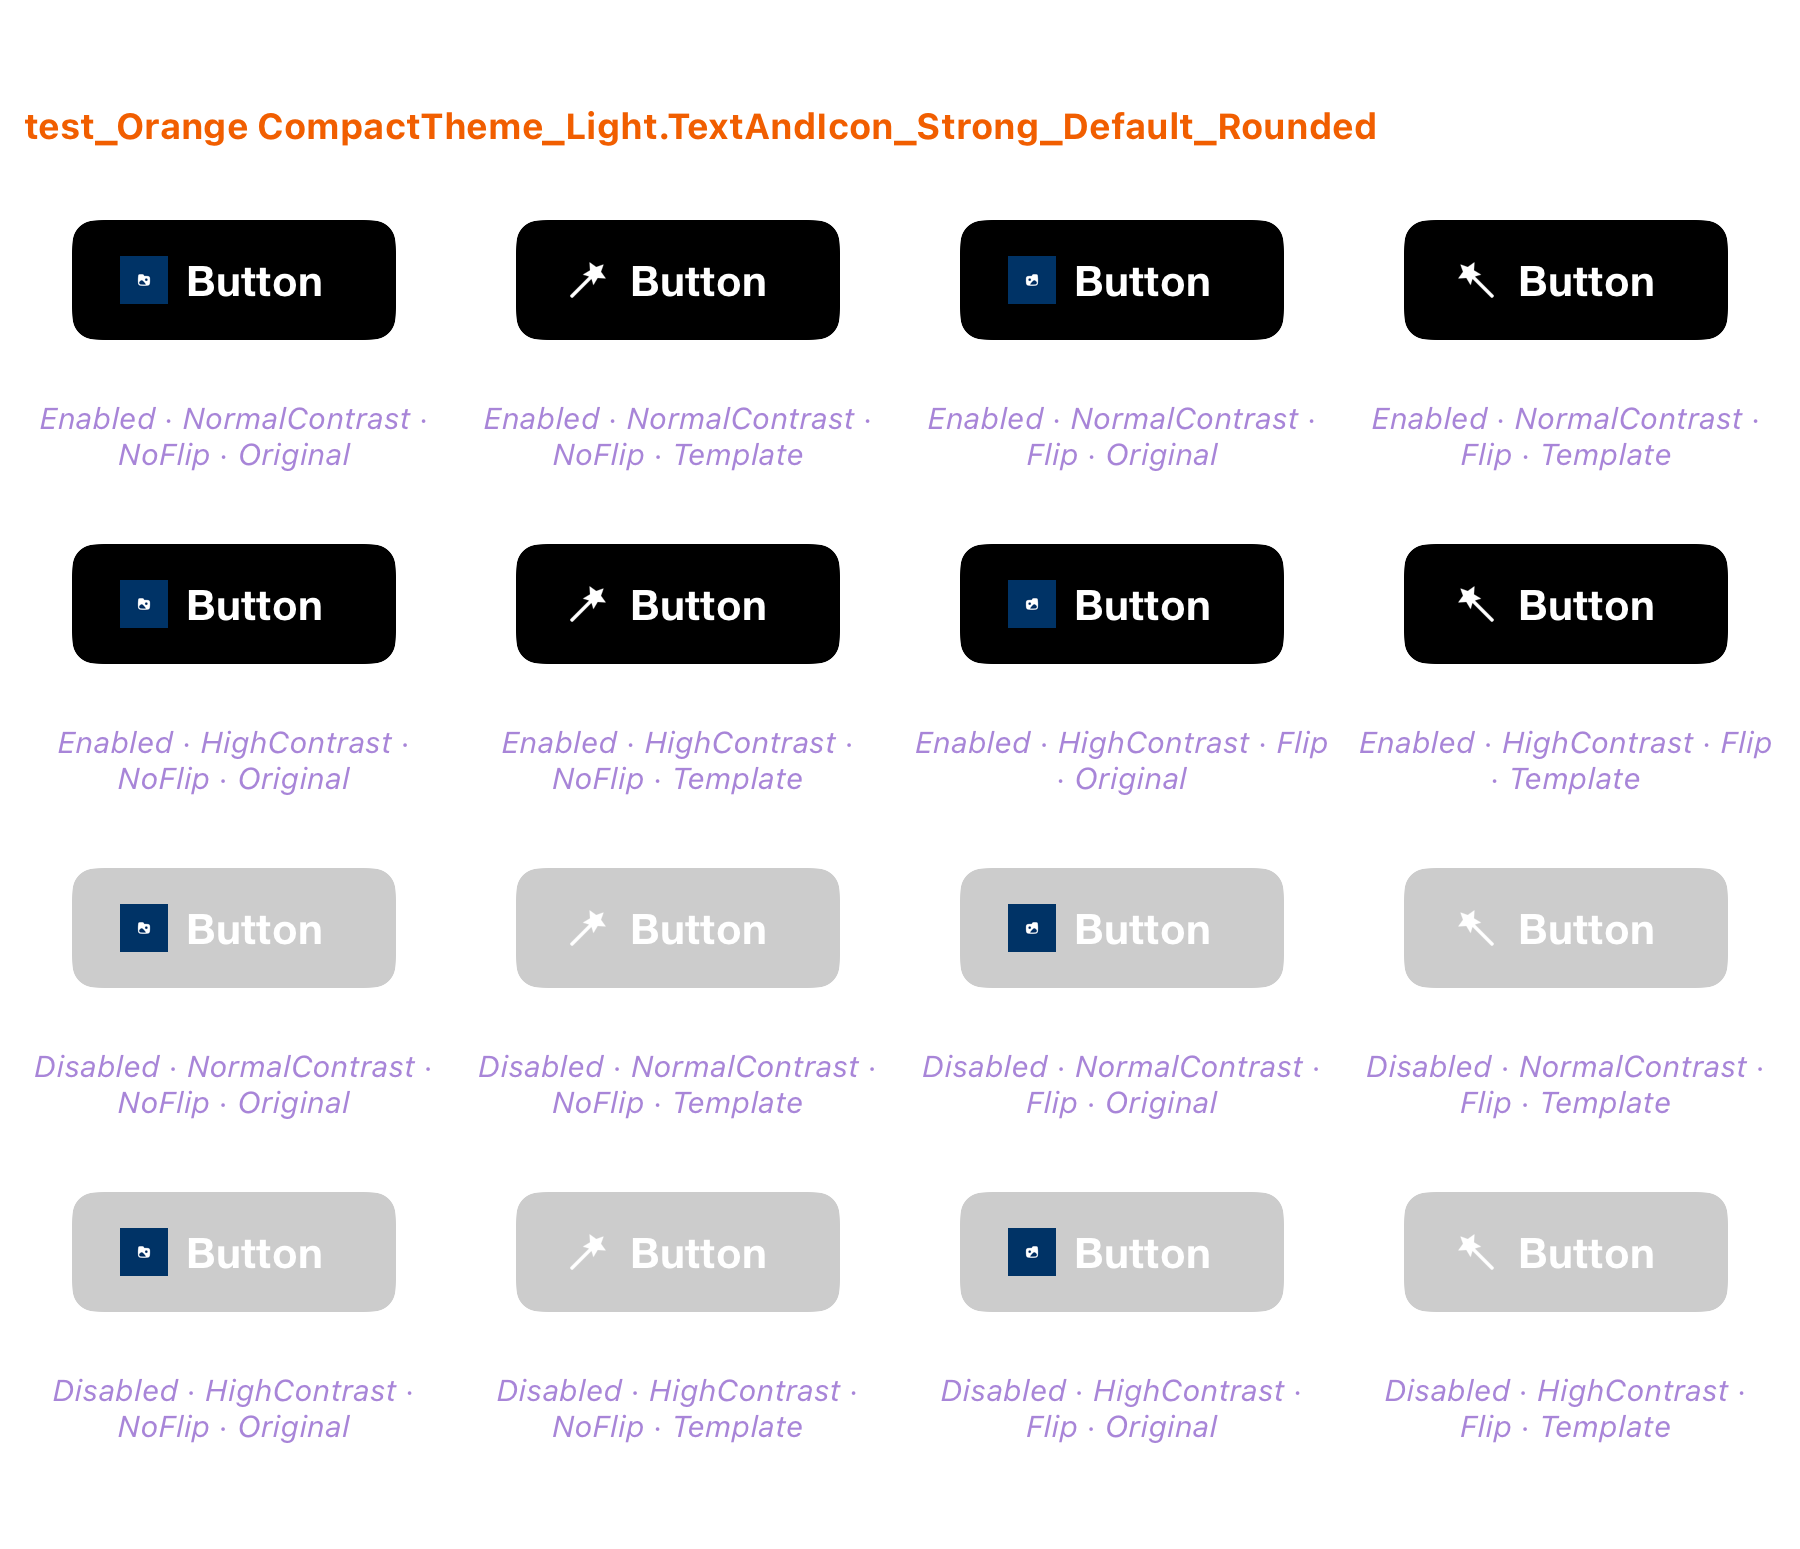 test_Orange CompactTheme_Light.TextAndIcon_Strong_Default_Rounded
Button Button Button Button
Enabled · NormalContrast · Enabled · NormalContrast · Enabled · NormalContrast · Enabled · NormalContrast ·
NoFlip · Original NoFlip · Template Flip · Original Flip · Template
Button Button Button Button
Enabled · HighContrast · Enabled · HighContrast · Enabled · HighContrast · Flip Enabled · HighContrast · Flip
NoFlip · Original NoFlip · Template · Original · Template
Button Button Button Button
Disabled · NormalContrast · Disabled · NormalContrast · Disabled · NormalContrast · Disabled · NormalContrast ·
NoFlip · Original NoFlip · Template Flip · Original Flip · Template
Button Button Button Button
Disabled · HighContrast · Disabled · HighContrast · Disabled · HighContrast · Disabled · HighContrast ·
NoFlip · Original NoFlip · Template Flip · Original Flip · Template